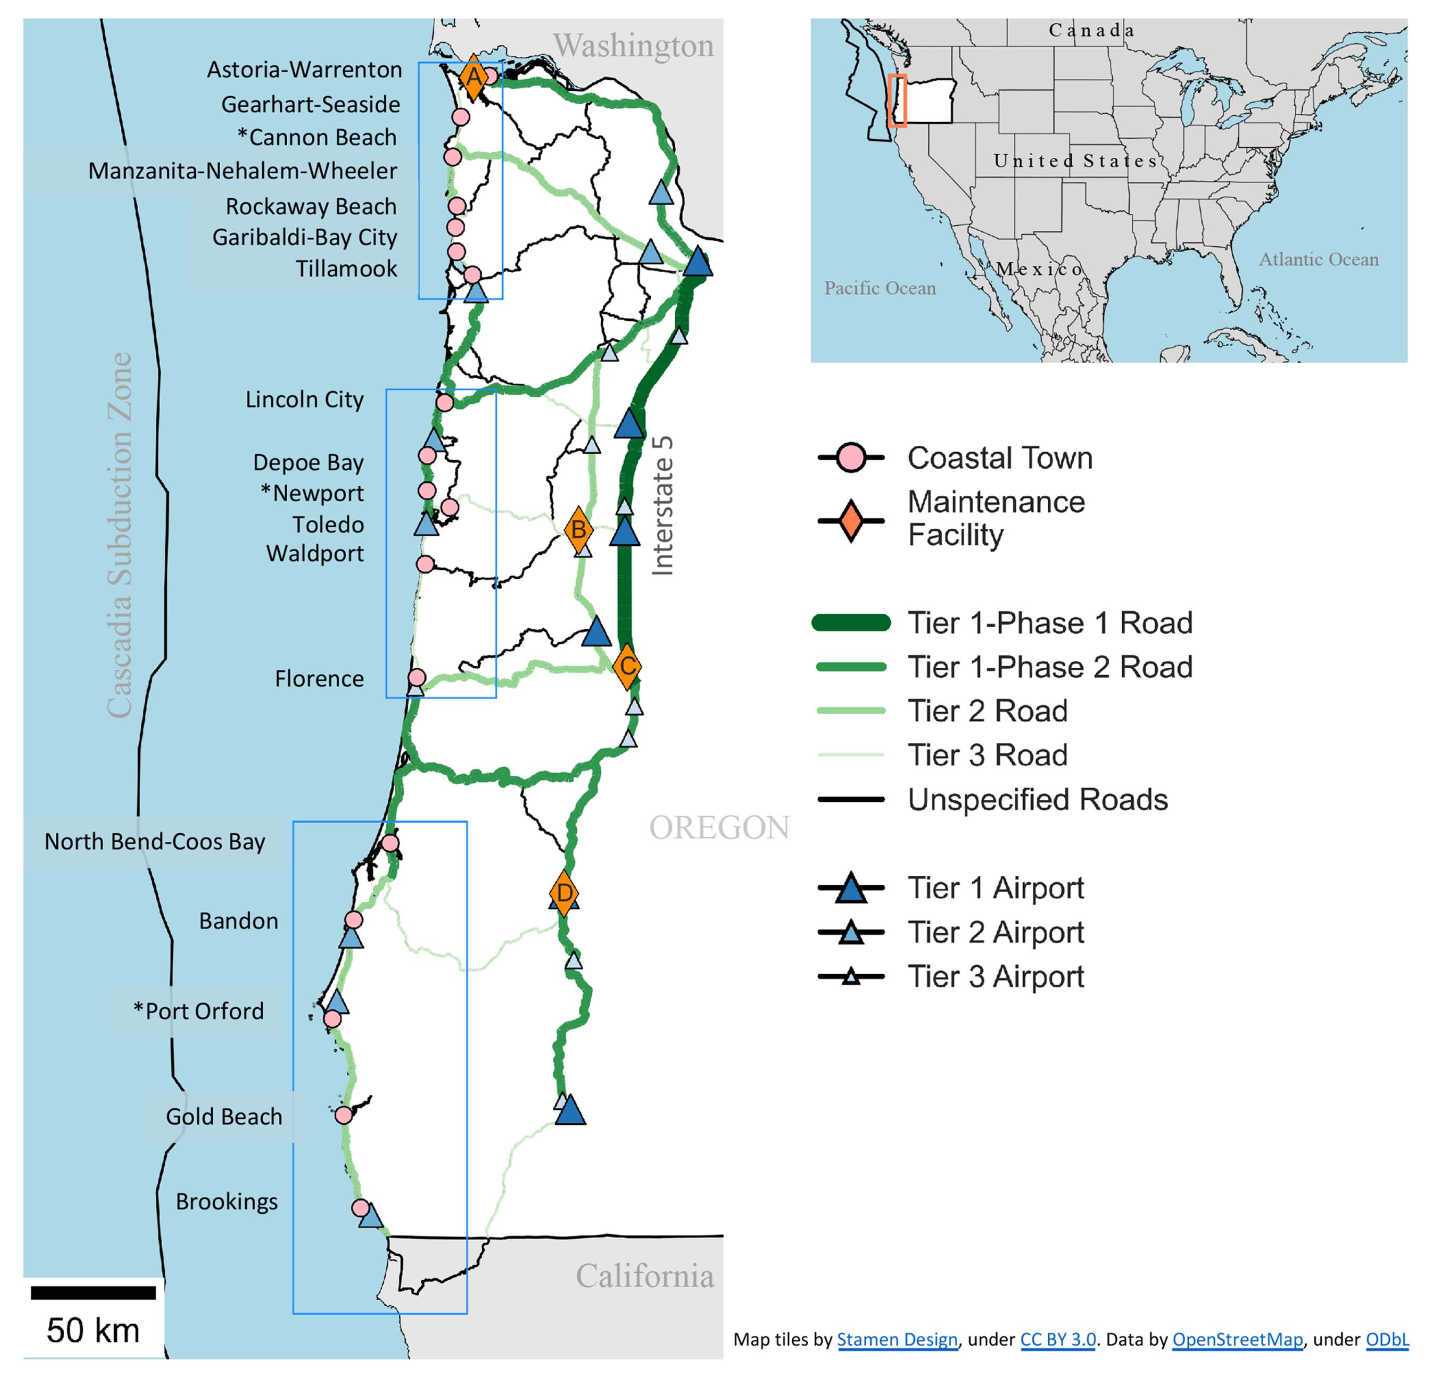 Washington
Astoria-Warrenton
A
Gearhart-Seaside
*Cannon Beach
Manzanita-Nehalem-Wheeler
Rockaway Beach
Garibaldi-Bay City
Tillamook
Lincoln City
Depoe Bay
*Newport
Toledo
Waldport
Florence
North Bend-Coos Bay
Bandon
*Port Orford
Gold Beach
Brookings
Cascadia Subduction Zone
Interstate 5
B
C
D
OREGON
California
50 km
Canada
United States
Mexico
Atlantic Ocean
Pacific Ocean
Coastal Town
Maintenance
Facility
Tier 1-Phase 1 Road
Tier 1-Phase 2 Road
Tier 2 Road
Tier 3 Road
Unspecified Roads
Tier 1 Airport
Tier 2 Airport
Tier 3 Airport
Map tiles by Stamen Design, under CC BY 3.0. Data by OpenStreetMap, under ODbL